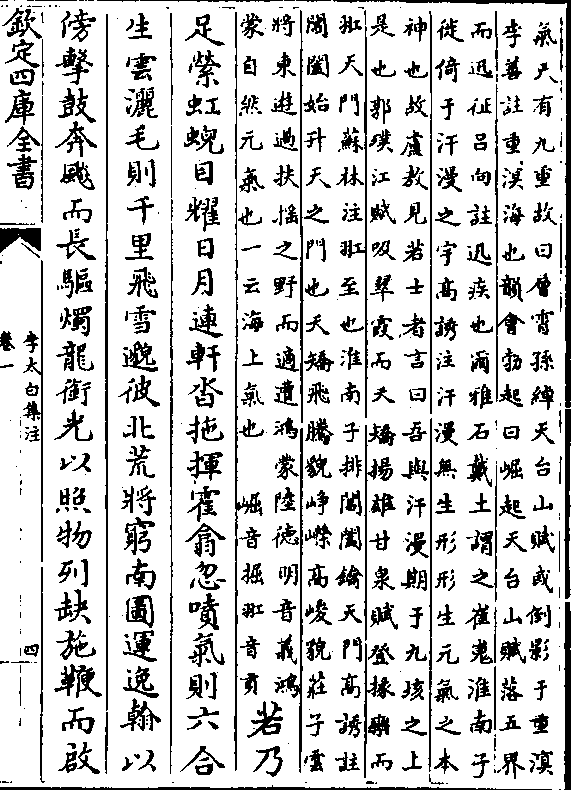 氣天有九重故曰層霄孫綽天台山賦或倒影于重溟
李善註重溟海也韻會勃起曰崛起天台山賦落五界
而迅征呂向註迅疾也爾雅石戴土謂之崔嵬淮南子
徙倚于汗漫之宇高誘注汗漫無生形形生元氣之本
神也故盧敖見若士者言曰吾與汗漫期于九垓之上
是也郭璞江賦吸翠霞而夭矯揚雄甘泉賦登椽欒而
羾天門蘇林注羾至也淮南子排閶闔鑰天門高誘註
閶闔始升天之門也夭矯飛騰貌崢嶸高峻貌莊子雲
將東遊過扶搖之野而適遭鴻蒙陸德明音義鴻
蒙自然元氣也一云海上氣也 崛音掘羾音貢
若乃
足縈虹蜺目耀日月連軒沓拖揮霍翕忽噴氣則六合
生雲灑毛則千里飛雪邈彼北荒將窮南圖運逸翰以
傍擊鼓奔飈而長驅燭龍銜光以照物列缺施鞭而啟
欽定四庫全書
李太白集注
卷一
四